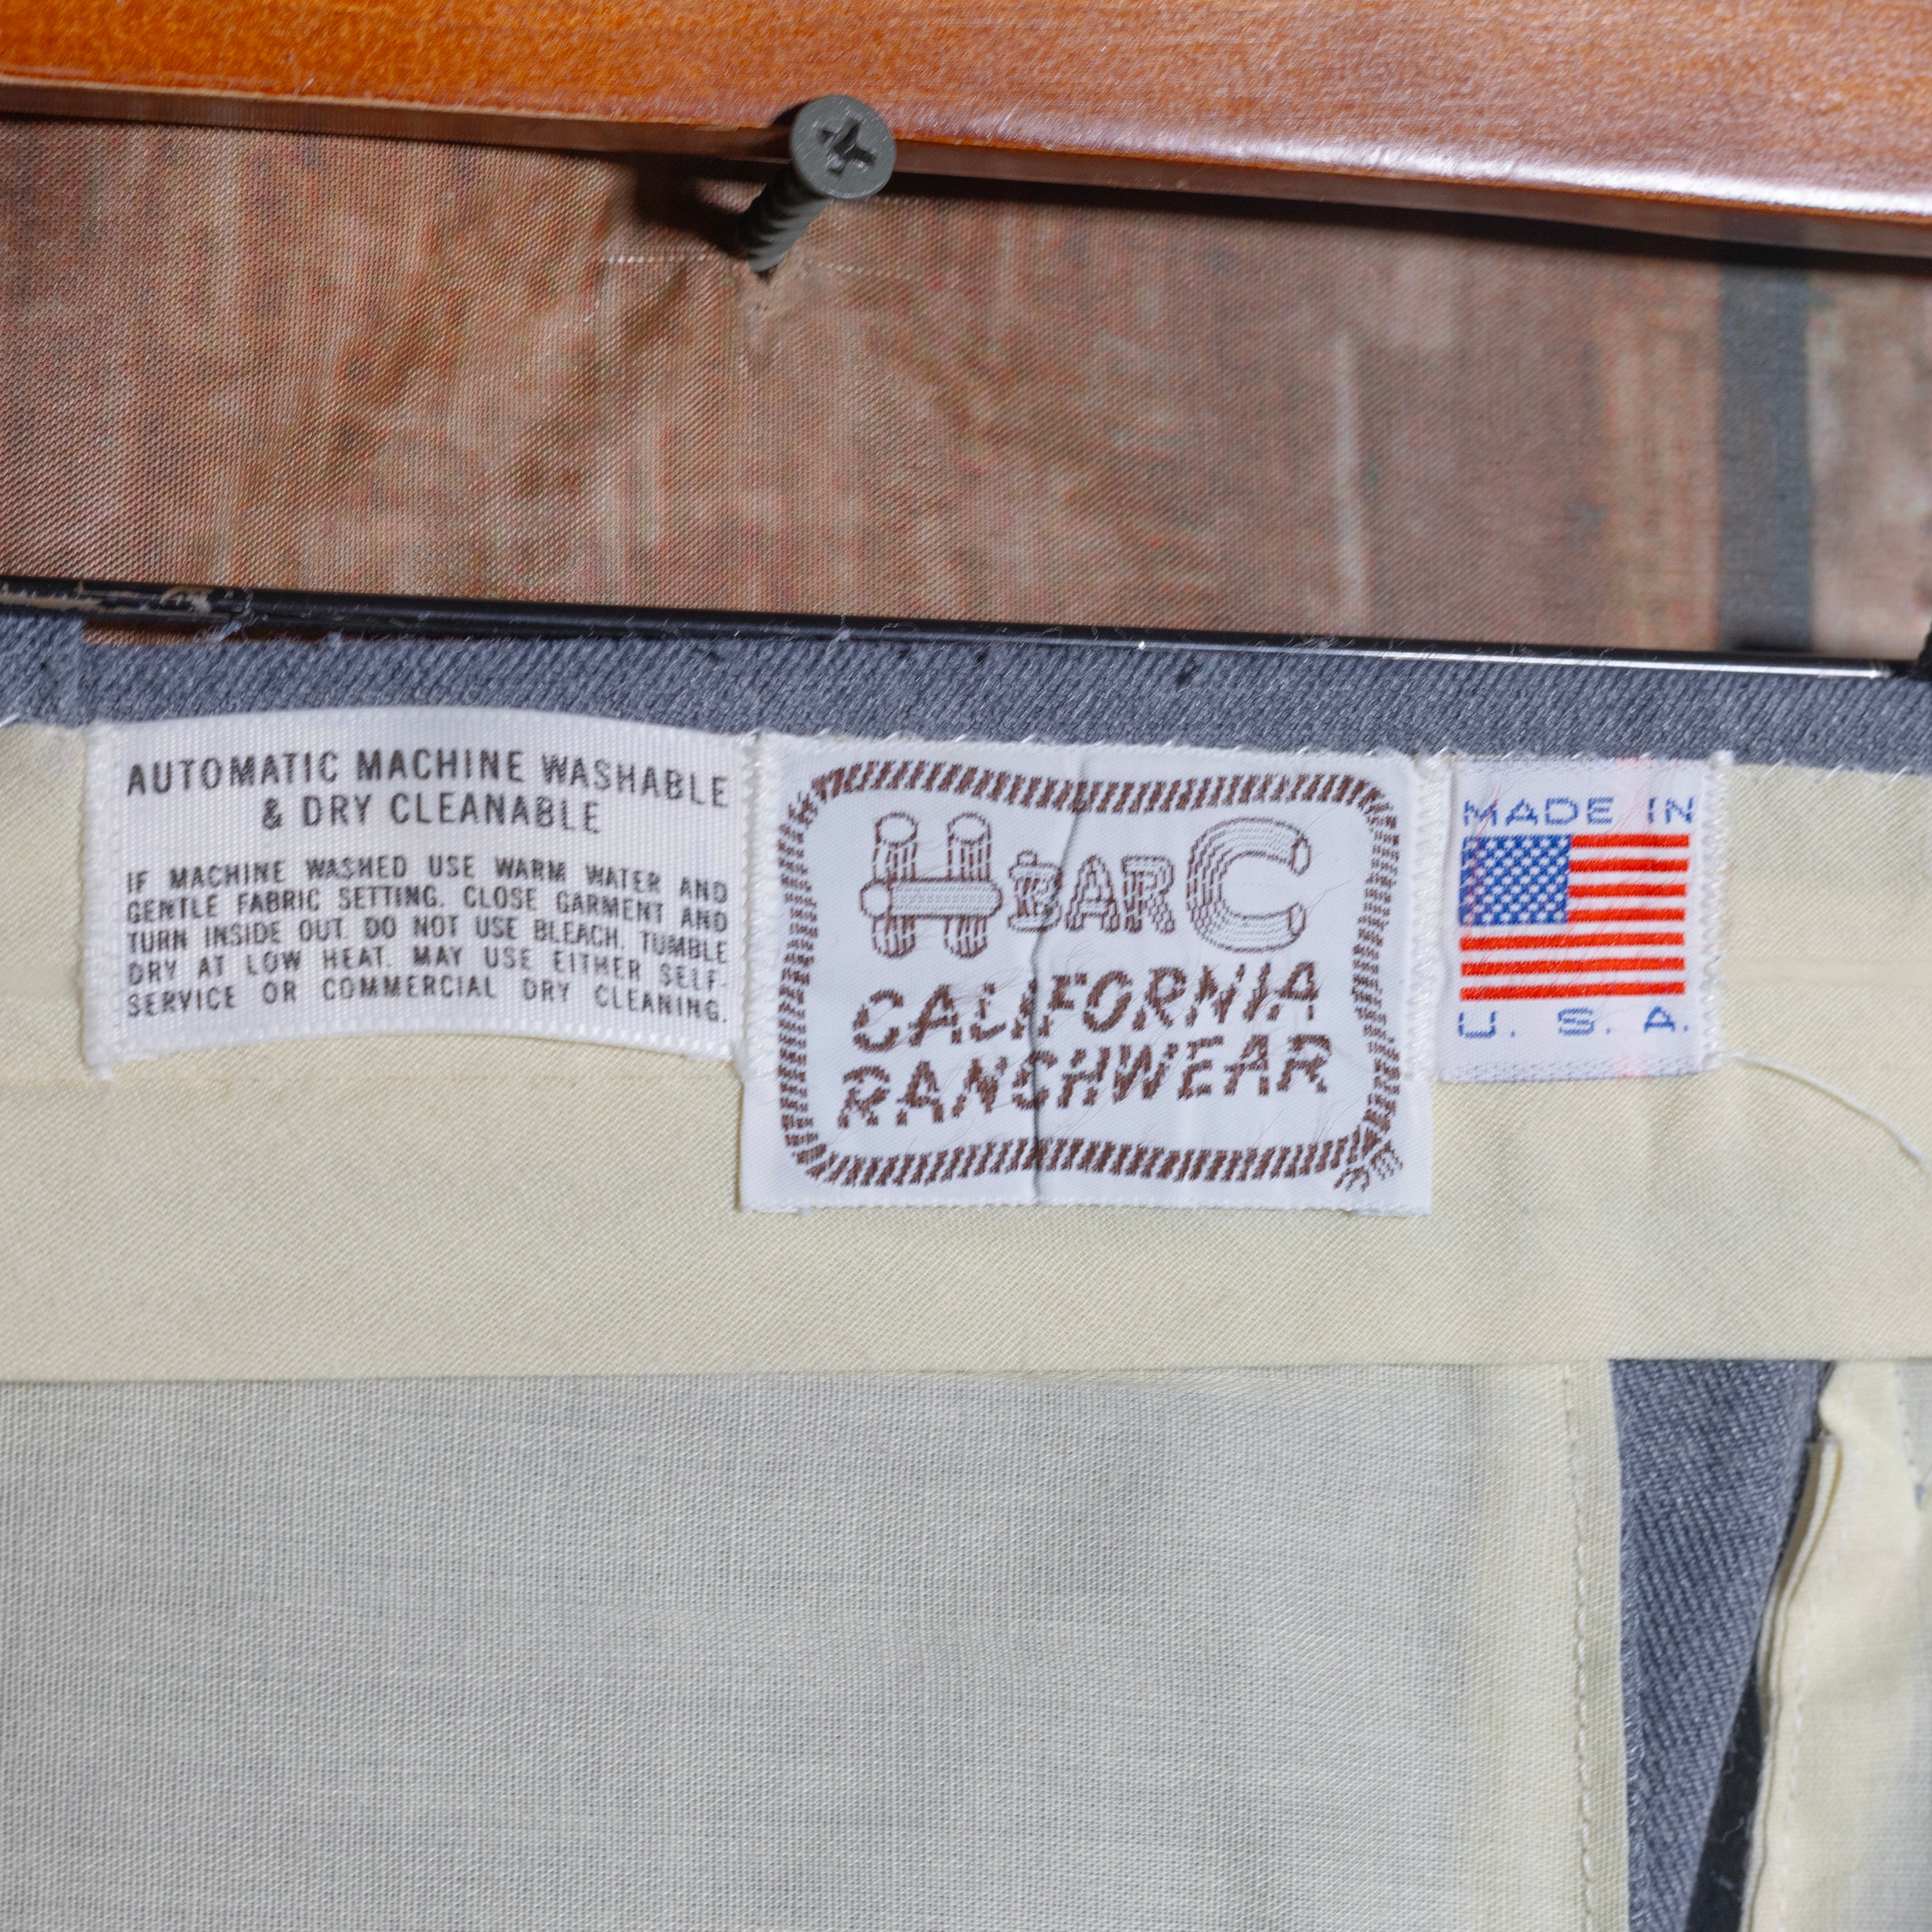 AUTOMATIC MACHINE WASHABLE
& DRY CLEANABLE
IF MACHINE WASHED USE WARM WATER AND
GENTLE FABRIC SETTING. CLOSE GARMENT AND
TURN INSIDE OUT. DO NOT USE BLEACH. TUMBLE
DRY AT LOW HEAT. MAY USE EITHER SELF-
SERVICE OR COMMERCIAL DRY CLEANING.
H BAR C
CALIFORNIA
RANCHWEAR
MADE IN
U. S. A.